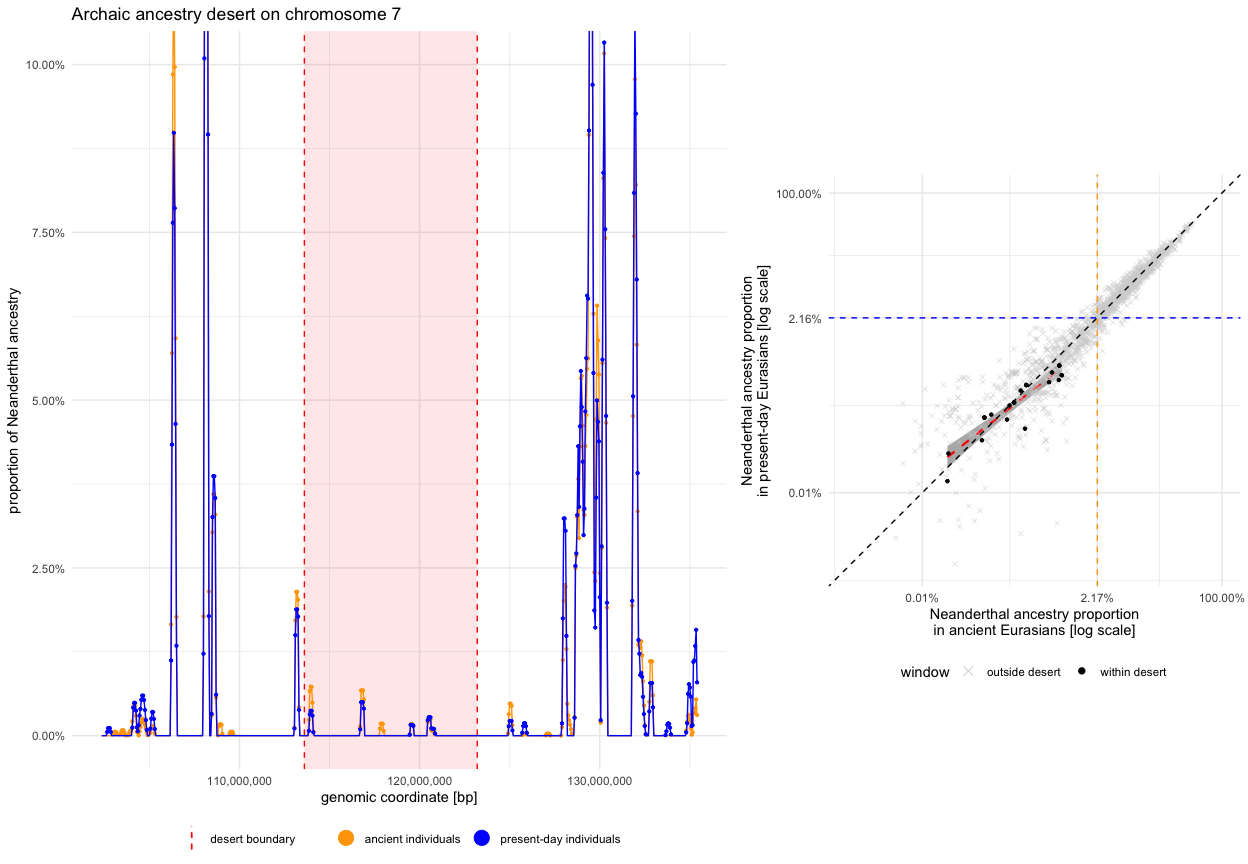 Archaic ancestry desert on chromosome 7
proportion of Neanderthal ancestry
10.00%
7.50%
5.00%
2.50%
0.00%
110,000,000
120,000,000
130,000,000
genomic coordinate [bp]
desert boundary
ancient individuals
present-day individuals
Neanderthal ancestry proportion
in present-day Eurasians [log scale]
100.00%
2.16%
0.01%
0.01%
2.17%
100.00%
Neanderthal ancestry proportion
in ancient Eurasians [log scale]
window
outside desert
within desert